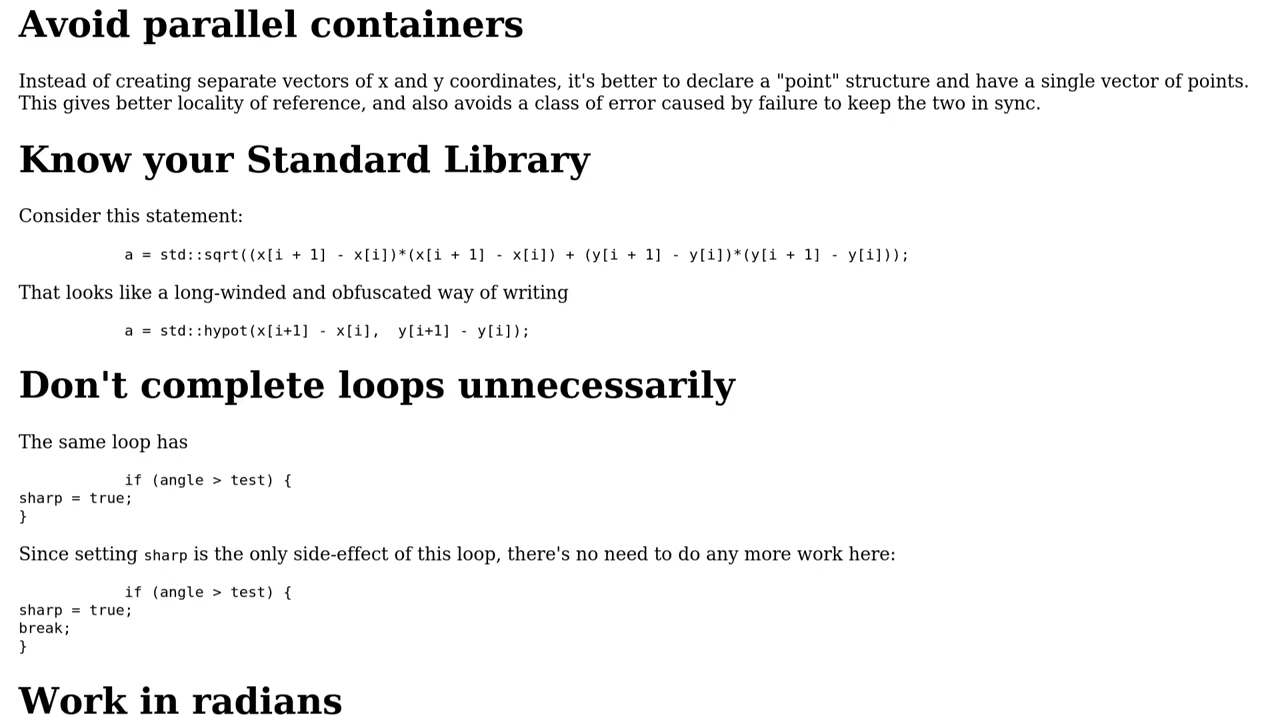 Avoid parallel containers
Instead of creating separate vectors of x and y coordinates, it's better to declare a "point" structure and have a single vector of points.
This gives better locality of reference, and also avoids a class of error caused by failure to keep the two in sync.
Know your Standard Library
Consider this statement:
a = std::sqrt((x[i + 1] - x[i])*(x[i + 1] - x[i]) + (y[i + 1] - y[i])*(y[i + 1] - y[i]));
That looks like a long-winded and obfuscated way of writing
a = std::hypot(x[i+1] - x[i],  y[i+1] - y[i]);
Don't complete loops unnecessarily
The same loop has
if (angle > test) {
sharp = true;
}
Since setting sharp is the only side-effect of this loop, there's no need to do any more work here:
if (angle > test) {
sharp = true;
break;
}
Work in radians